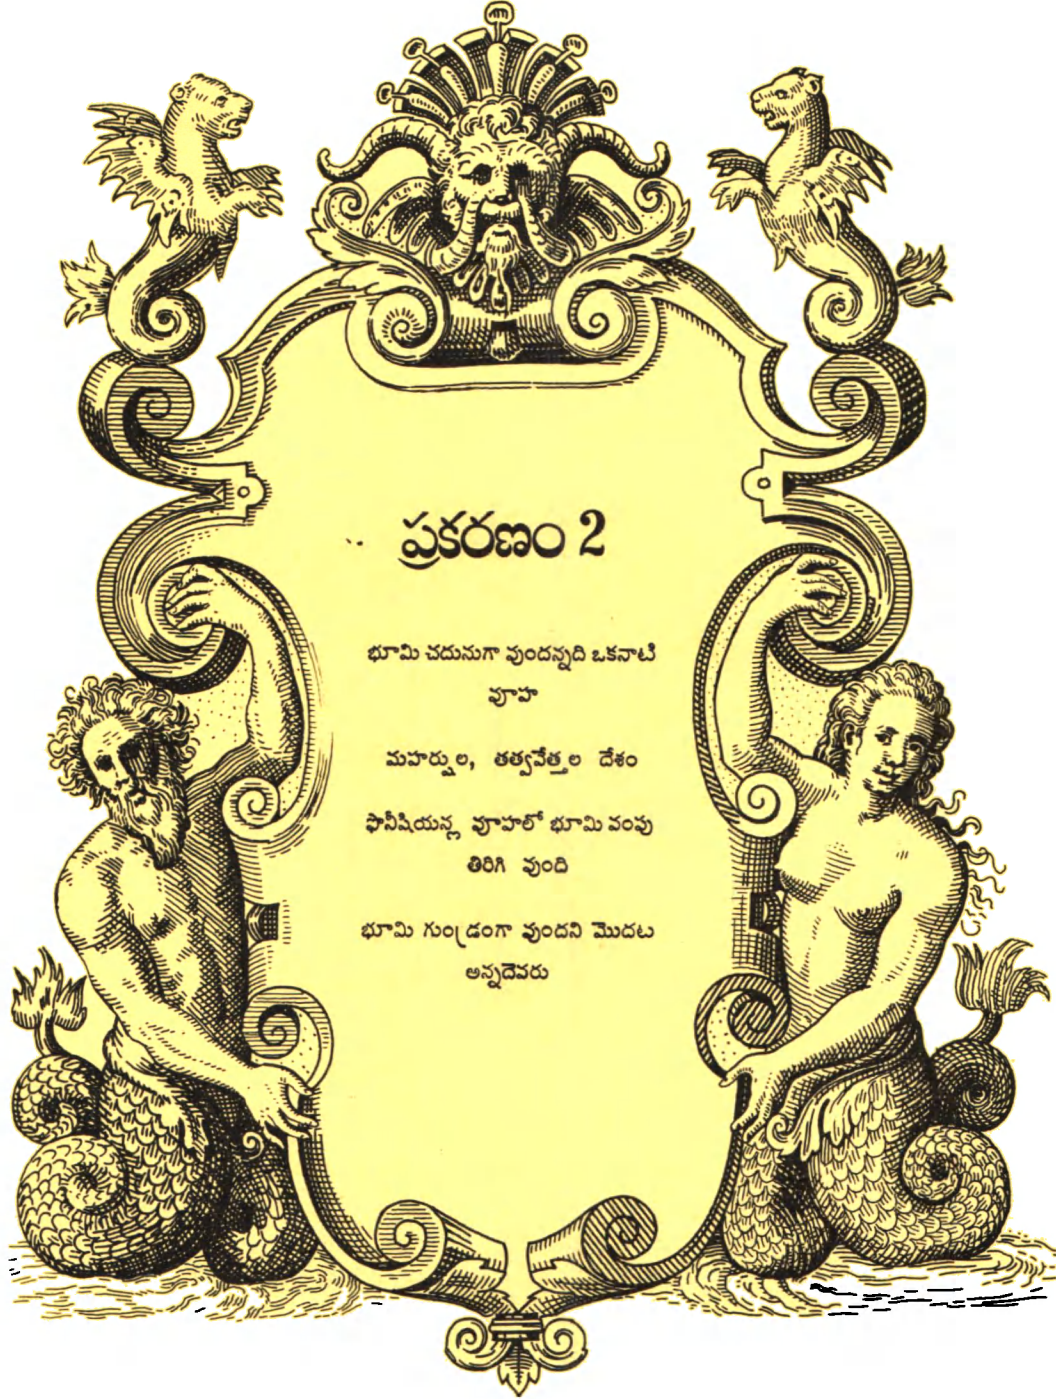 ప్రకరణం 2
భూమి చదునుగా వుందన్నది ఒకనాటి
వూహ
మహర్షుల, తత్వవేత్తల దేశం
ఫొనీషియన్ల వూహలో భూమి వంపు
తిరిగి వుంది
భూమి గుండ్రంగా వుందని మొదట
అన్నదెవరు